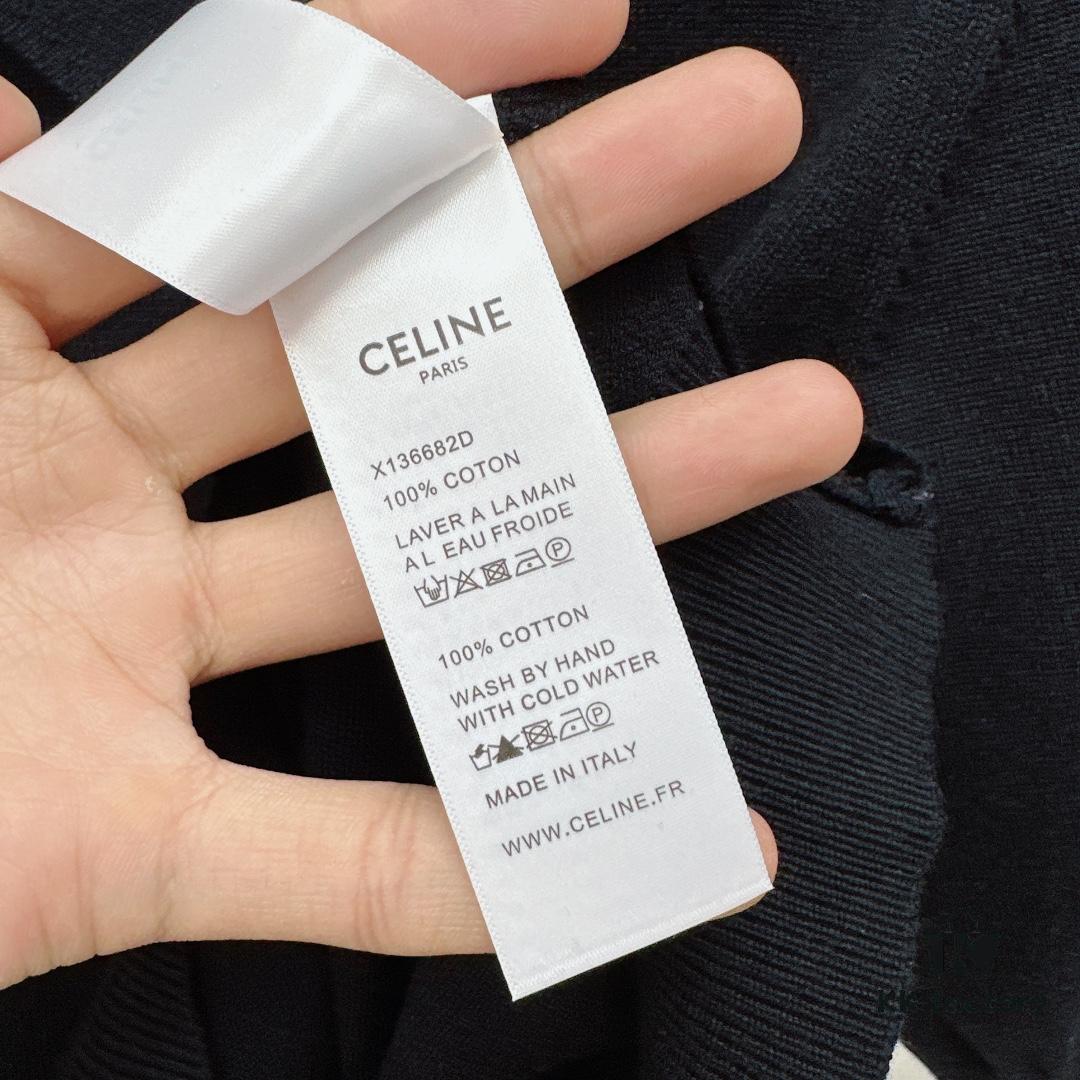 CELINE
PARIS
X136682D
100% COTON
LAVER A LA MAIN
A L EAU FROIDE
P
100% COTTON
WASH BY HAND
WITH COLD WATER
P
MADE IN ITALY
WWW.CELINE.FR